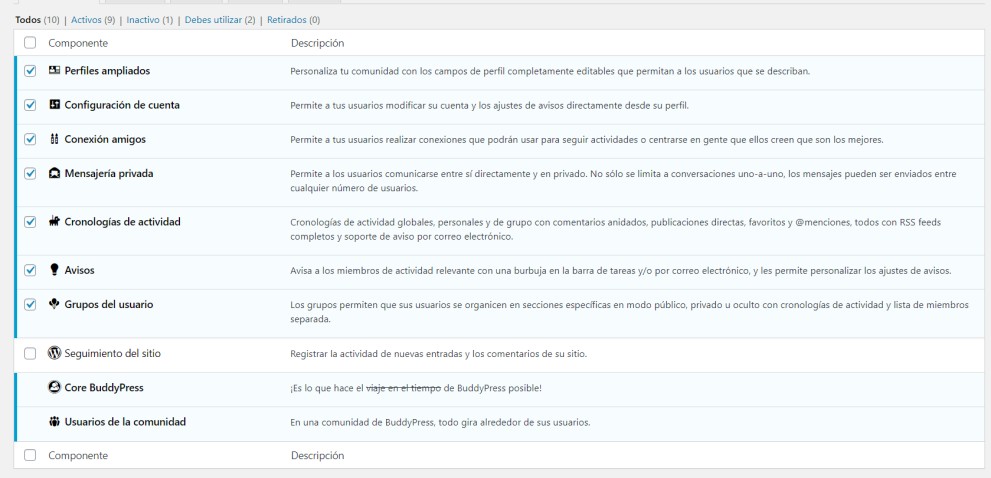 Todos (10) | Activos (9) | Inactivo (1) | Debes utilizar (2) | Retirados (0)
Componente Descripción
Perfiles ampliados Personaliza tu comunidad con los campos de perfil completamente editables que permitan a los usuarios que se describan.
Configuración de cuenta Permite a tus usuarios modificar su cuenta y los ajustes de avisos directamente desde su perfil.
Conexión amigos Permite a tus usuarios realizar conexiones que podrán usar para seguir actividades o centrarse en gente que ellos creen que son los mejores.
Mensajería privada Permite a los usuarios comunicarse entre sí directamente y en privado. No sólo se limita a conversaciones uno-a-uno, los mensajes pueden ser enviados entre
cualquier número de usuarios.
Cronologías de actividad Cronologías de actividad globales, personales y de grupo con comentarios anidados, publicaciones directas, favoritos y @menciones, todos con RSS feeds
completos y soporte de aviso por correo electrónico.
Avisos Avisa a los miembros de actividad relevante con una burbuja en la barra de tareas y/o por correo electrónico, y les permite personalizar los ajustes de avisos.
Grupos del usuario Los grupos permiten que sus usuarios se organicen en secciones específicas en modo público, privado u oculto con cronologías de actividad y lista de miembros
separada.
Seguimiento del sitio Registrar la actividad de nuevas entradas y los comentarios de su sitio.
Core BuddyPress ¡Es lo que hace el viaje en el tiempo de BuddyPress posible!
Usuarios de la comunidad En una comunidad de BuddyPress, todo gira alrededor de sus usuarios.
Componente Descripción